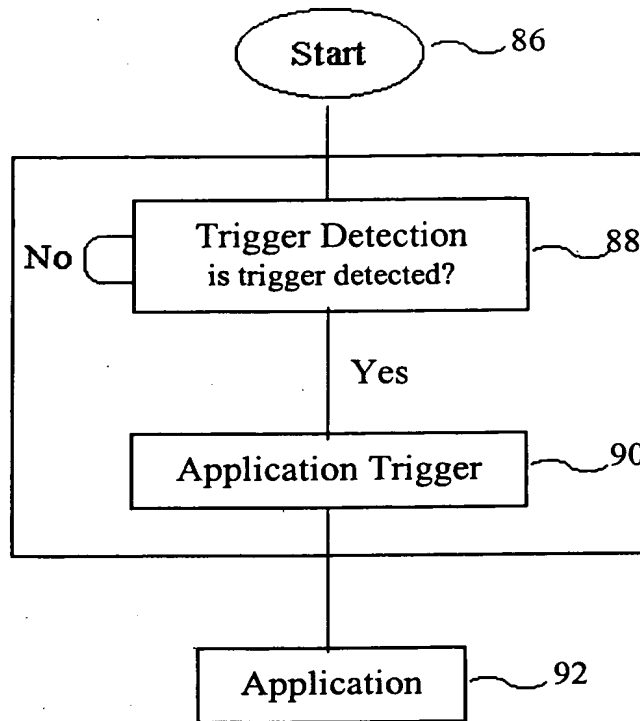 Start
86
Trigger Detection
is trigger detected?
88
No
Yes
Application Trigger
90
Application
92